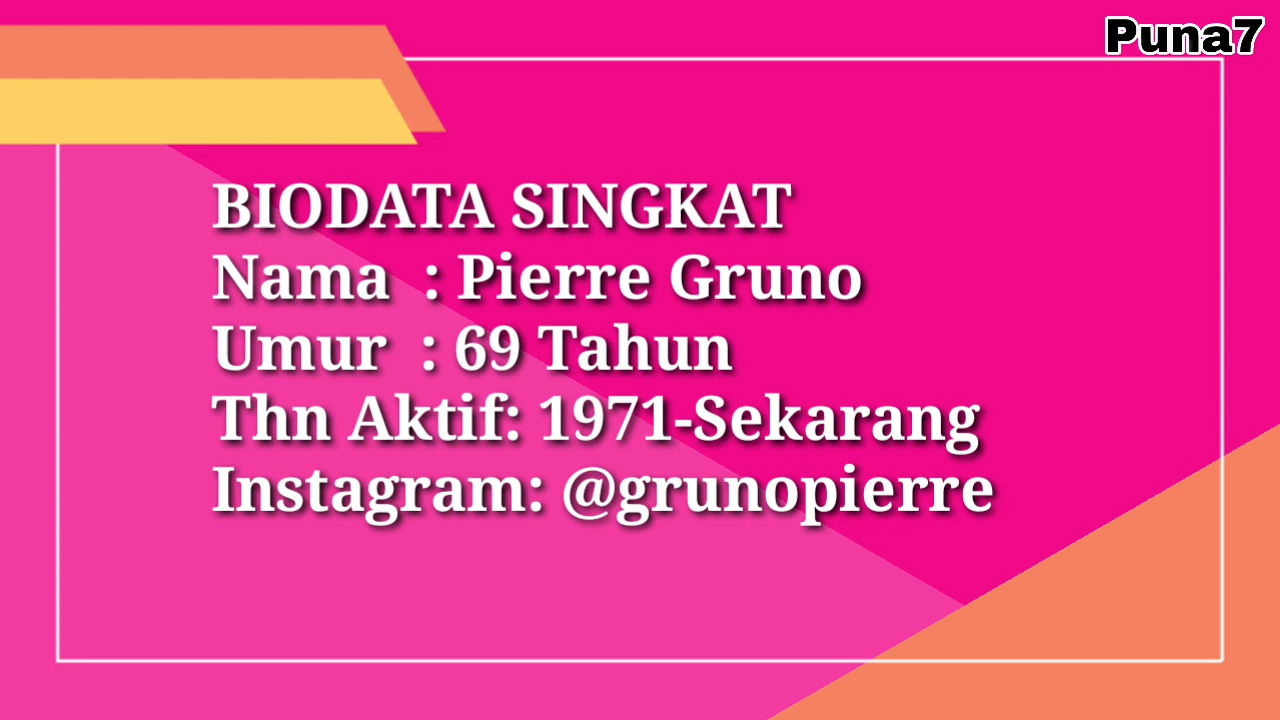 Puna7
BIODATA SINGKAT
Nama : Pierre Gruno
Umur : 69 Tahun
Thn Aktif: 1971-Sekarang
Instagram: @grunopierre